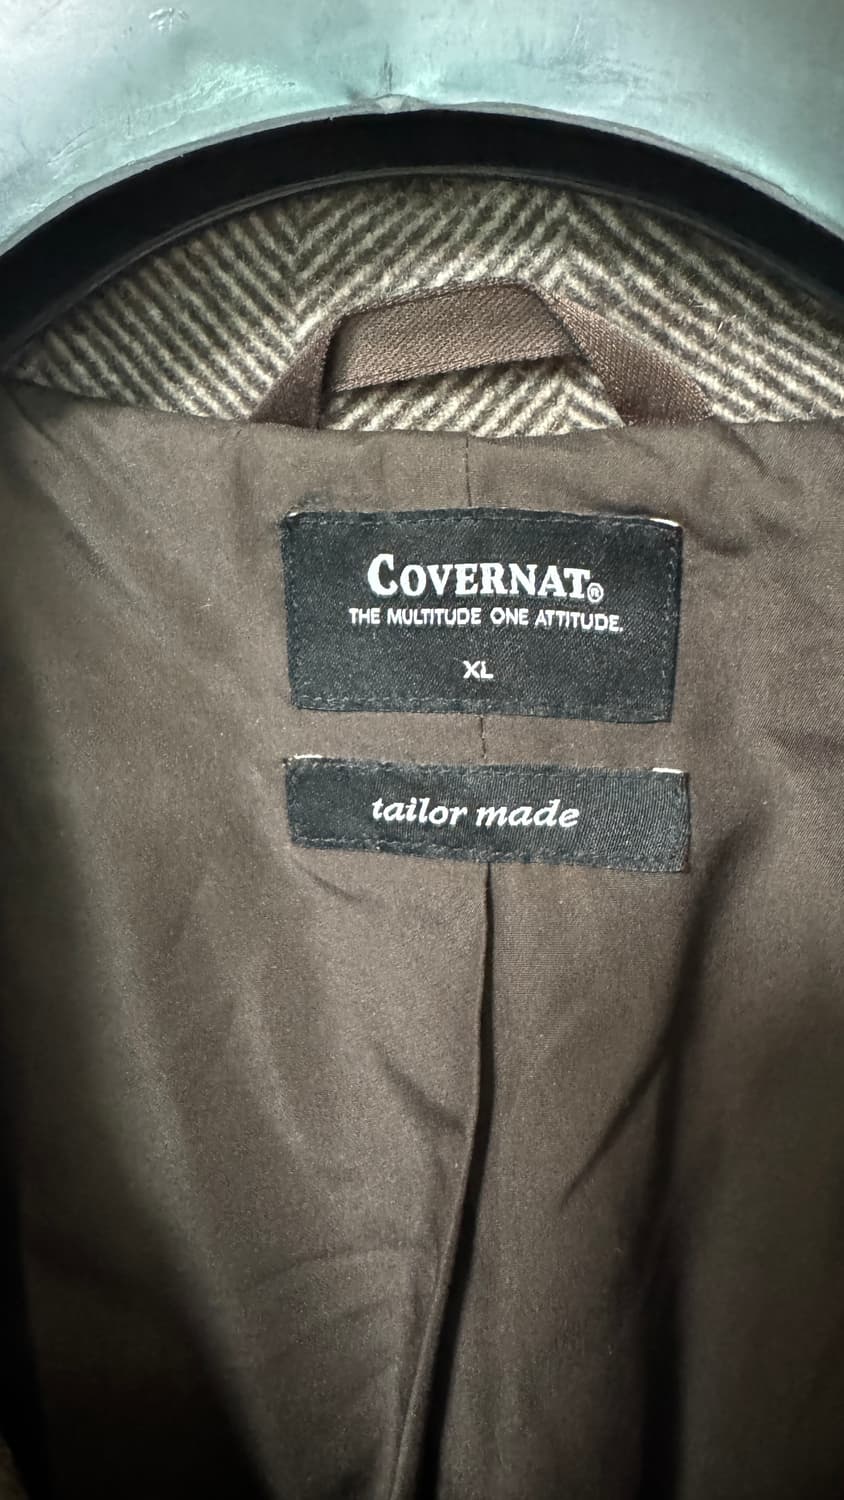 COVERNAT®
THE MULTITUDE ONE ATTITUDE.
XL
tailor made